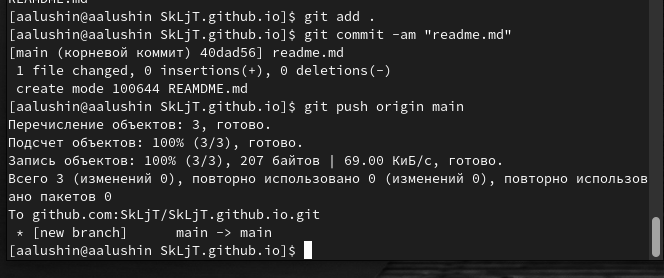 [aalushin@aalushin SkLjT.github.io]$ git add .
[aalushin@aalushin SkLjT.github.io]$ git commit -am "readme.md"
[main (корневой коммит) 40dad56] readme.md
 1 file changed, 0 insertions(+), 0 deletions(-)
 create mode 100644 REAMDME.md
[aalushin@aalushin SkLjT.github.io]$ git push origin main
Перечисление объектов: 3, готово.
Подсчет объектов: 100% (3/3), готово.
Запись объектов: 100% (3/3), 207 байтов | 69.00 КиБ/с, готово.
Всего 3 (изменений 0), повторно использовано 0 (изменений 0), повторно использов
ано пакетов 0
To github.com:SkLjT/SkLjT.github.io.git
 * [new branch]      main -> main
[aalushin@aalushin SkLjT.github.io]$